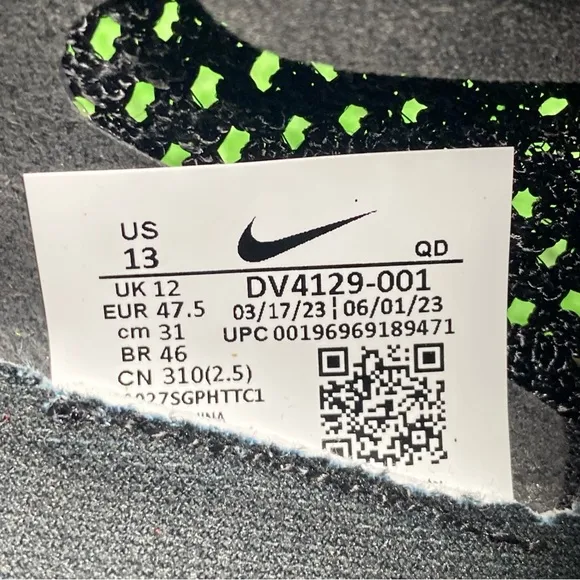 US
13
QD
UK 12
EUR 47.5
cm 31
BR 46
CN 310(2.5)
DV4129-001
03/17/23 | 06/01/23
UPC 00196969189471